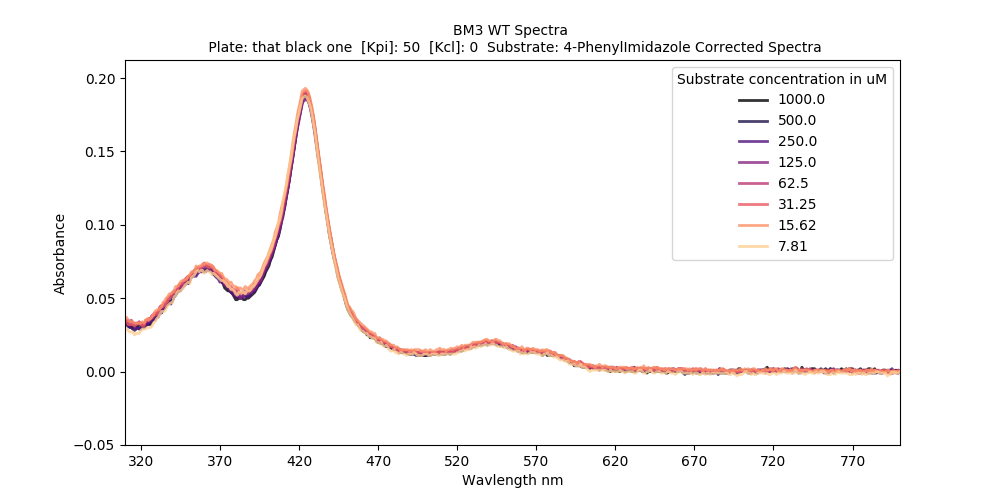 BM3 WT Spectra
Plate: that black one  [Kpi]: 50  [Kcl]: 0  Substrate: 4-PhenylImidazole Corrected Spectra
Substrate concentration in uM
1000.0
500.0
250.0
125.0
62.5
31.25
15.62
7.81
Absorbance
0.20
0.15
0.10
0.05
0.00
−0.05
320 370 420 470 520 570 620 670 720 770
Wavlength nm